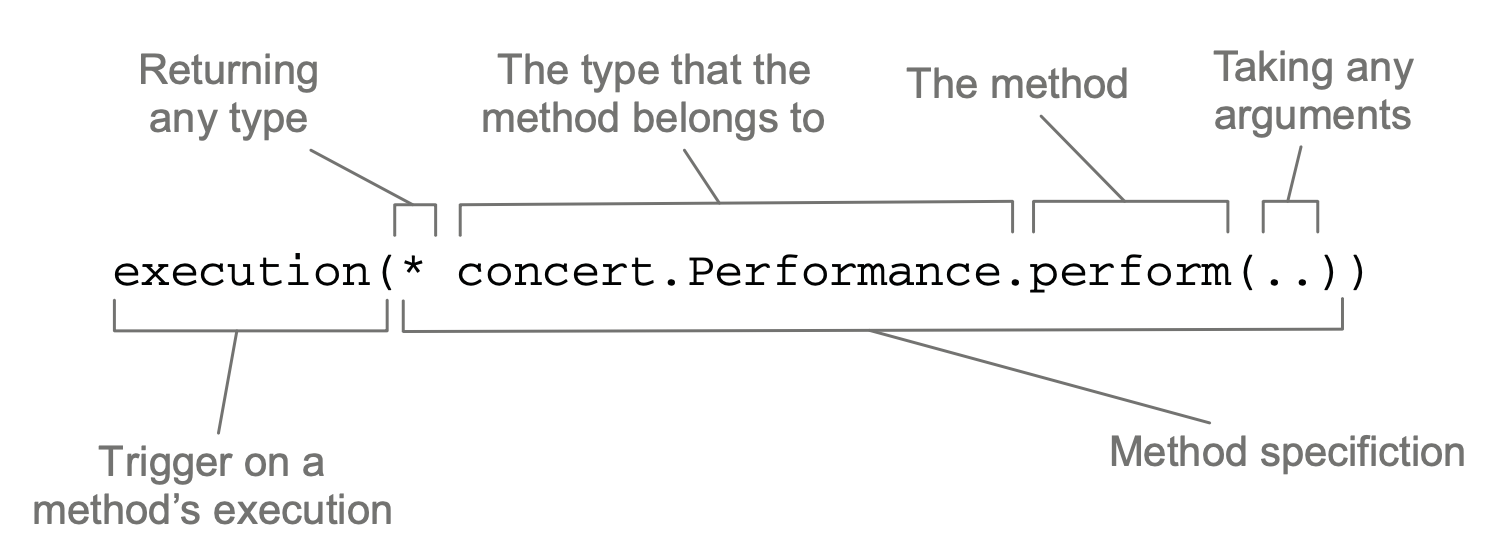 Returning
any type
The type that the
method belongs to
The method
Taking any
arguments
execution(* concert.Performance.perform(..))
Trigger on a
method’s execution
Method specifiction